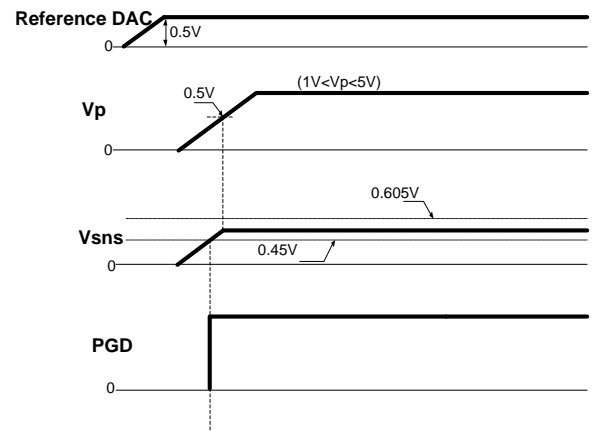 Reference DAC
0.5V
0
(1V<Vp<5V)
0.5V
Vp
0
0.605V
Vsns
0.45V
0
PGD
0